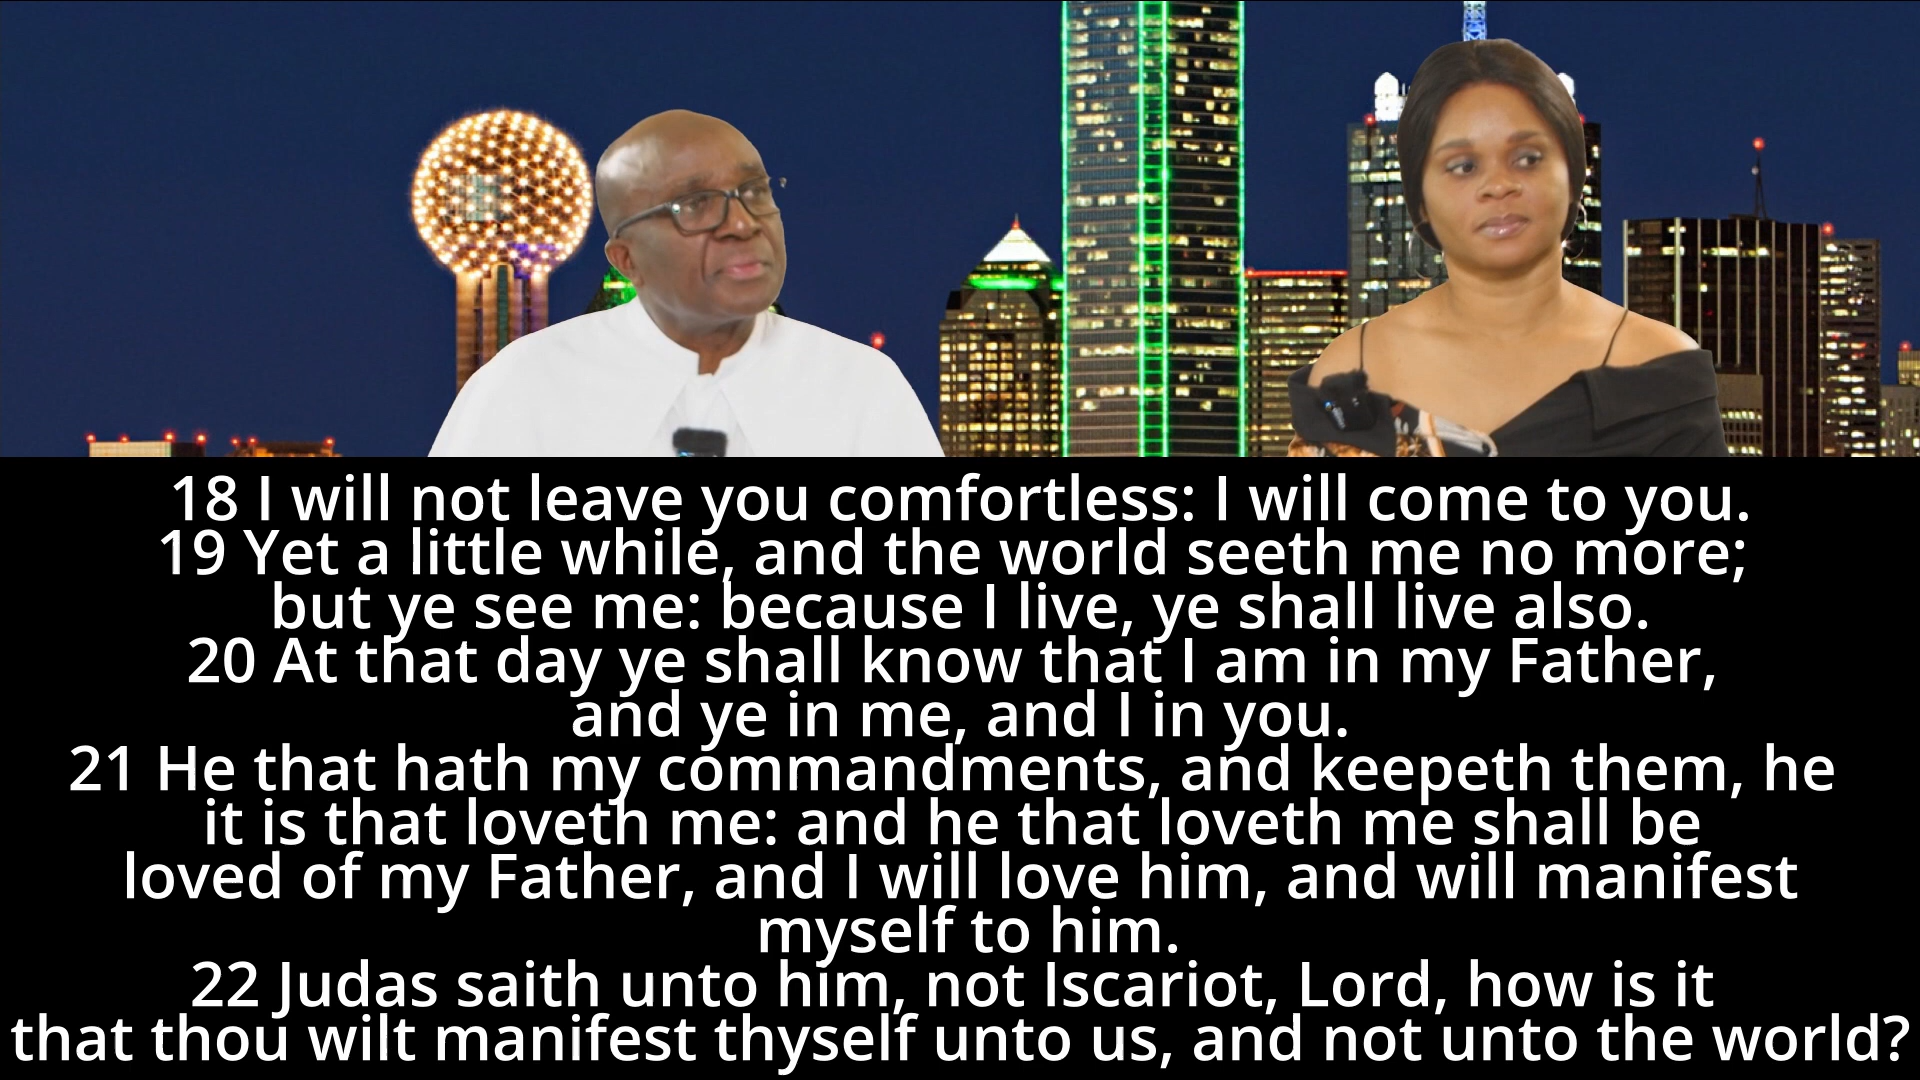 18 I will not leave you comfortless: I will come to you.
19 Yet a little while, and the world seeth me no more;
but ye see me: because I live, ye shall live also.
20 At that day ye shall know that I am in my Father,
and ye in me, and I in you.
21 He that hath my commandments, and keepeth them, he
it is that loveth me: and he that loveth me shall be
loved of my Father, and I will love him, and will manifest
myself to him.
22 Judas saith unto him, not Iscariot, Lord, how is it
that thou wilt manifest thyself unto us, and not unto the world?